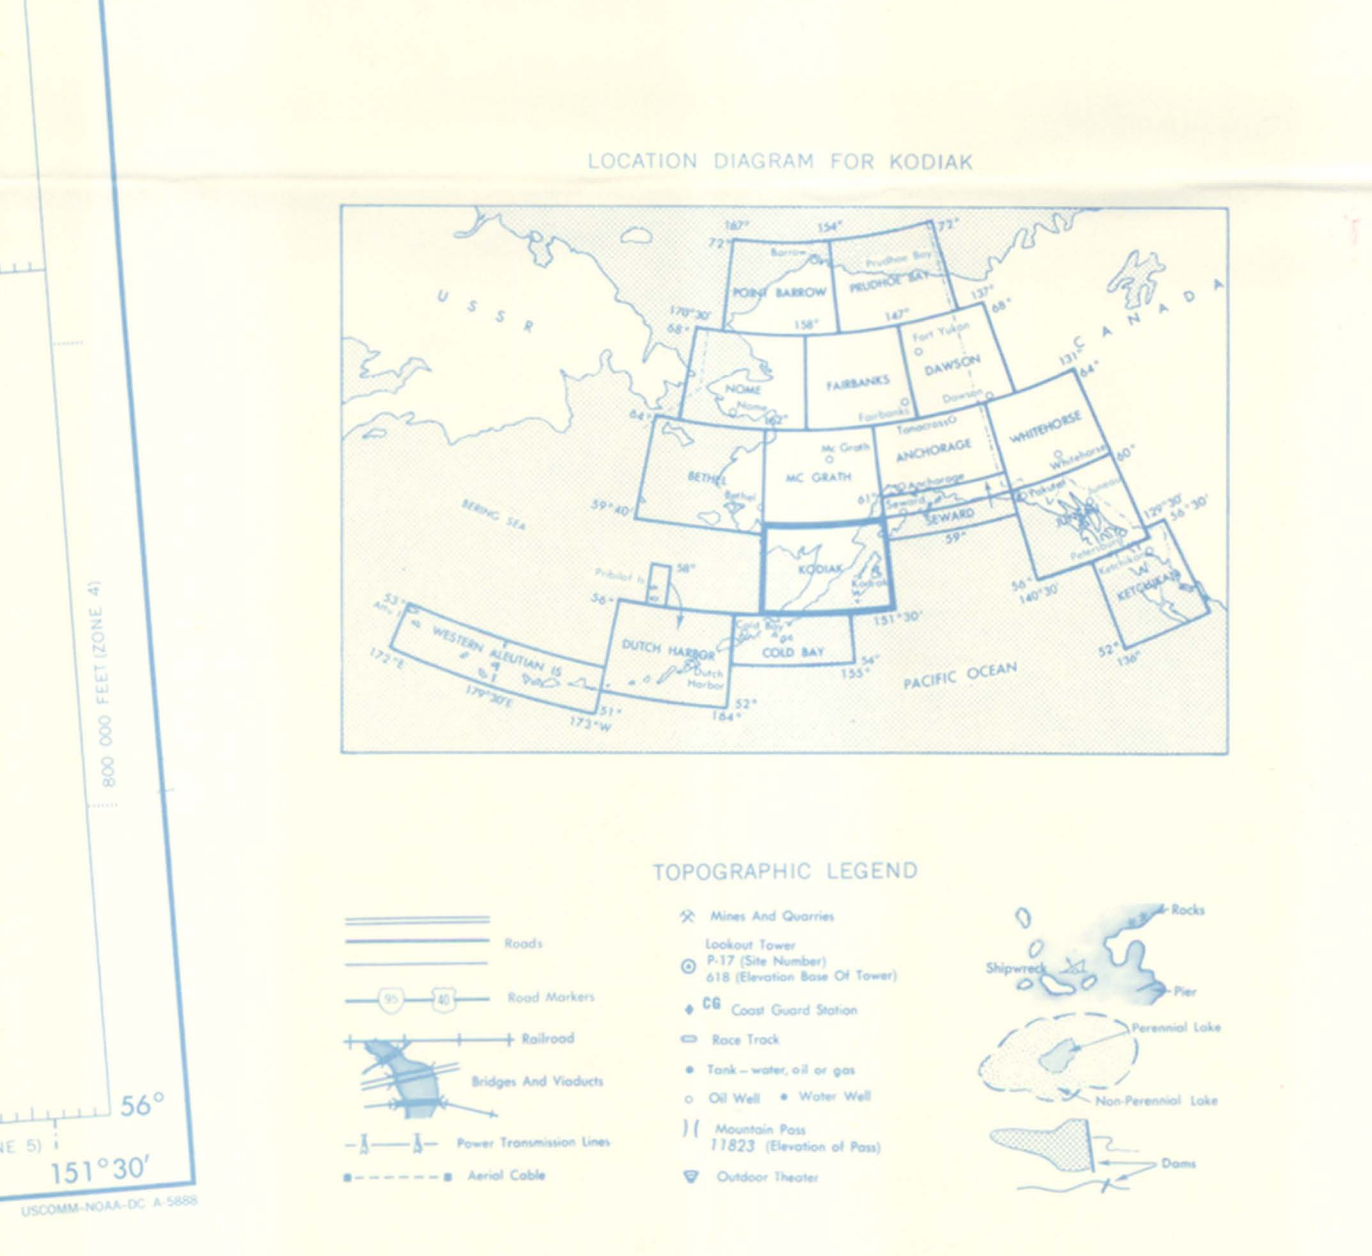 LOCATION DIAGRAM FOR KODIAK
167° 154° 72°
72°
Barrow
Prudhoe Bay
POINT BARROW
PRUDHOE BAY
137°
170°30'
68°
158°
147°
68°
U S S R
CANADA
Fort Yukon
131°
64°
NOME
FAIRBANKS
DAWSON
Nome
Fairbanks
Dawson
64°
162°
Tanacross
WHITEHORSE
Mc Grath
ANCHORAGE
Whitehorse
60°
BETHEL
MC GRATH
Bethel
61°
Anchorage
Yakutat
Juneau
59°40'
Seward
SEWARD
JUNEAU
129°30'
56°30'
BERING SEA
59°
Petersburg
Ketchikan
Pribilof Is
58°
KODIAK
Kodiak
56°
140°30'
KETCHIKAN
53°
56°
151°30'
Attu I
Cold Bay
WESTERN ALEUTIAN IS
DUTCH HARBOR
COLD BAY
54°
155°
52°
136°
172°E
Dutch
Harbor
PACIFIC OCEAN
179°30'E
51°
52°
173°W
164°
800 000 FEET (ZONE 4)
TOPOGRAPHIC LEGEND
Roads
95 40 Road Markers
Railroad
Bridges And Viaducts
Power Transmission Lines
Aerial Cable
Mines And Quarries
Lookout Tower
P-17 (Site Number)
618 (Elevation Base Of Tower)
CG Coast Guard Station
Race Track
Tank—water, oil or gas
Oil Well Water Well
Mountain Pass
11823 (Elevation of Pass)
Outdoor Theater
Rocks
Shipwreck
Pier
Perennial Lake
Non-Perennial Lake
Dams
56°
NE 5)
151°30'
USCOMM-NOAA-DC A-5888